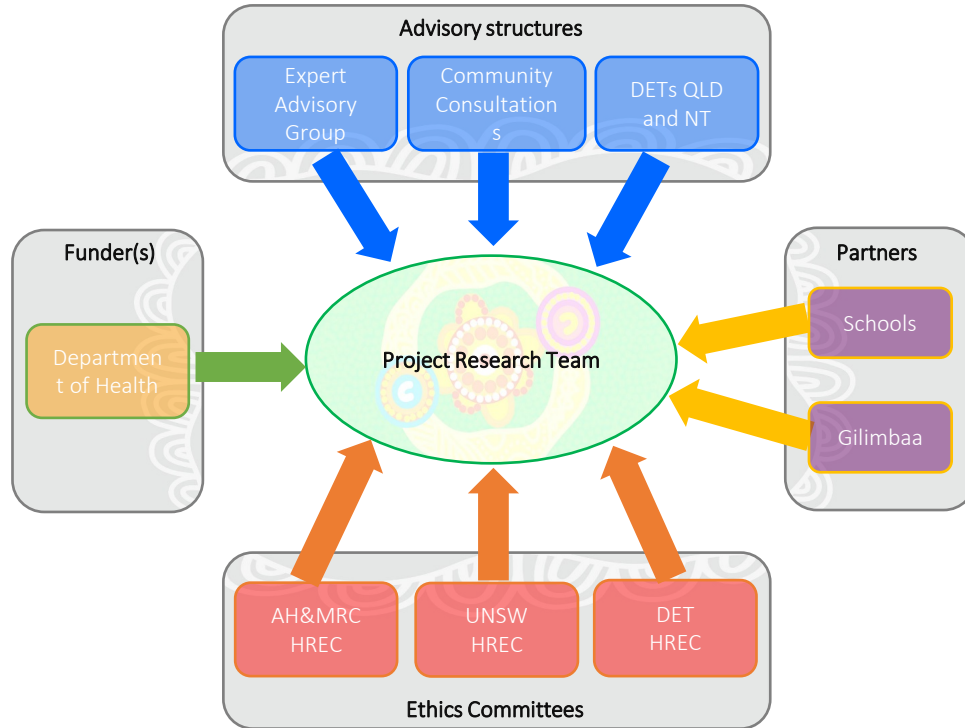 Advisory structures
Expert
Advisory
Group
Community
Consultation
s
DETs QLD
and NT
Funder(s)
Departmen
t of Health
Project Research Team
Partners
Schools
Gilimbaa
AH&MRC
HREC
UNSW
HREC
DET
HREC
Ethics Committees